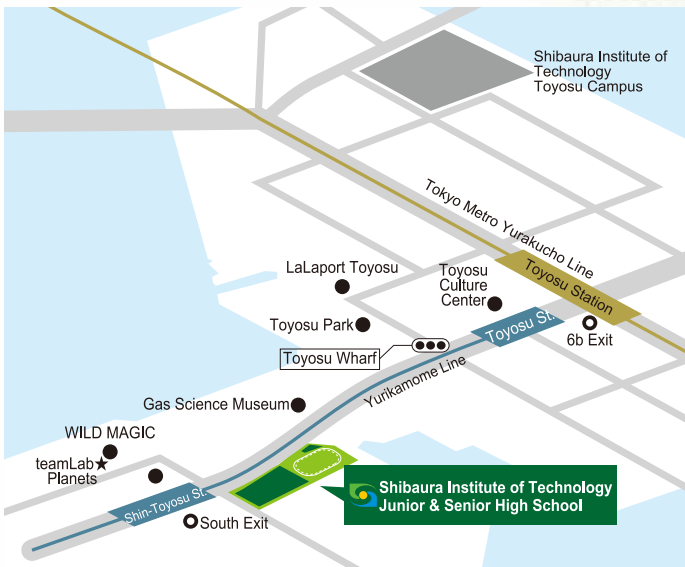 Shibaura Institute of
Technology
Toyosu Campus
Tokyo Metro Yurakucho Line
Toyosu Station
LaLaport Toyosu
Toyosu
Culture
Center
Toyosu Park
Toyosu St.
6b Exit
Toyosu Wharf
Yurikamome Line
Gas Science Museum
WILD MAGIC
teamLab
Planets
Shin-Toyosu St.
South Exit
Shibaura Institute of Technology
Junior & Senior High School